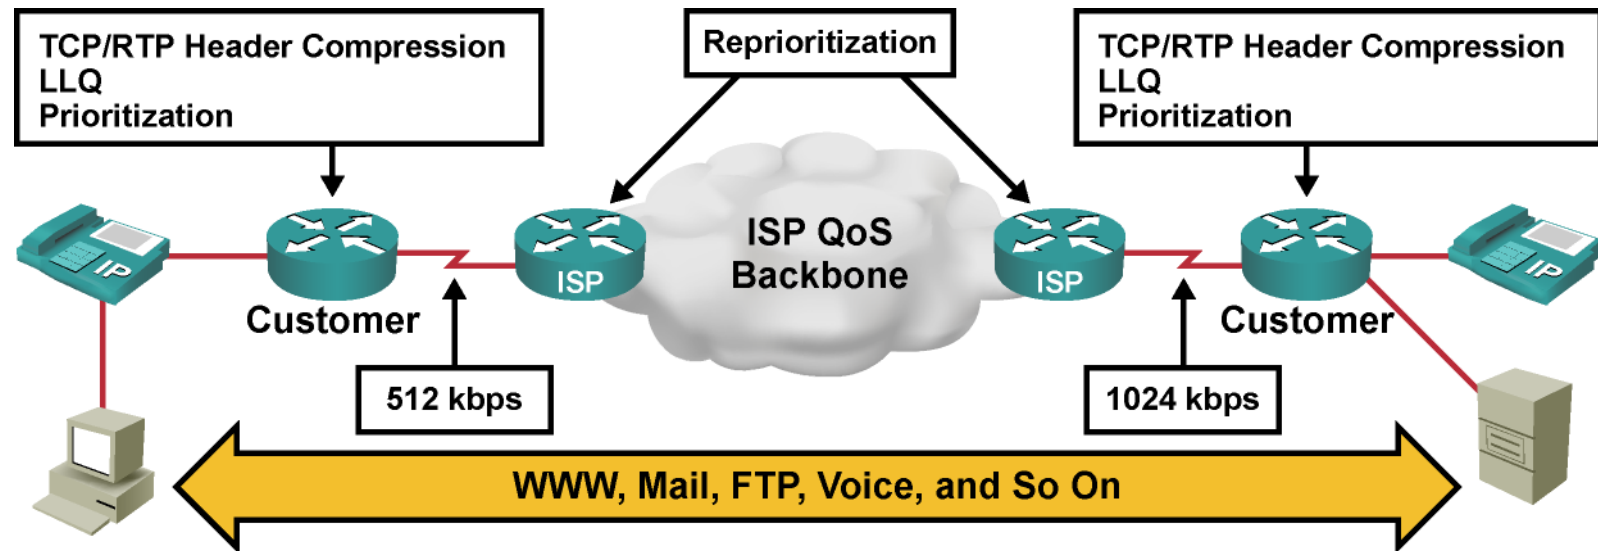 TCP/RTP Header Compression
LLQ
Prioritization
Reprioritization
TCP/RTP Header Compression
LLQ
Prioritization
IP
ISP
ISP QoS
Backbone
ISP
IP
Customer
Customer
512 kbps
1024 kbps
WWW, Mail, FTP, Voice, and So On